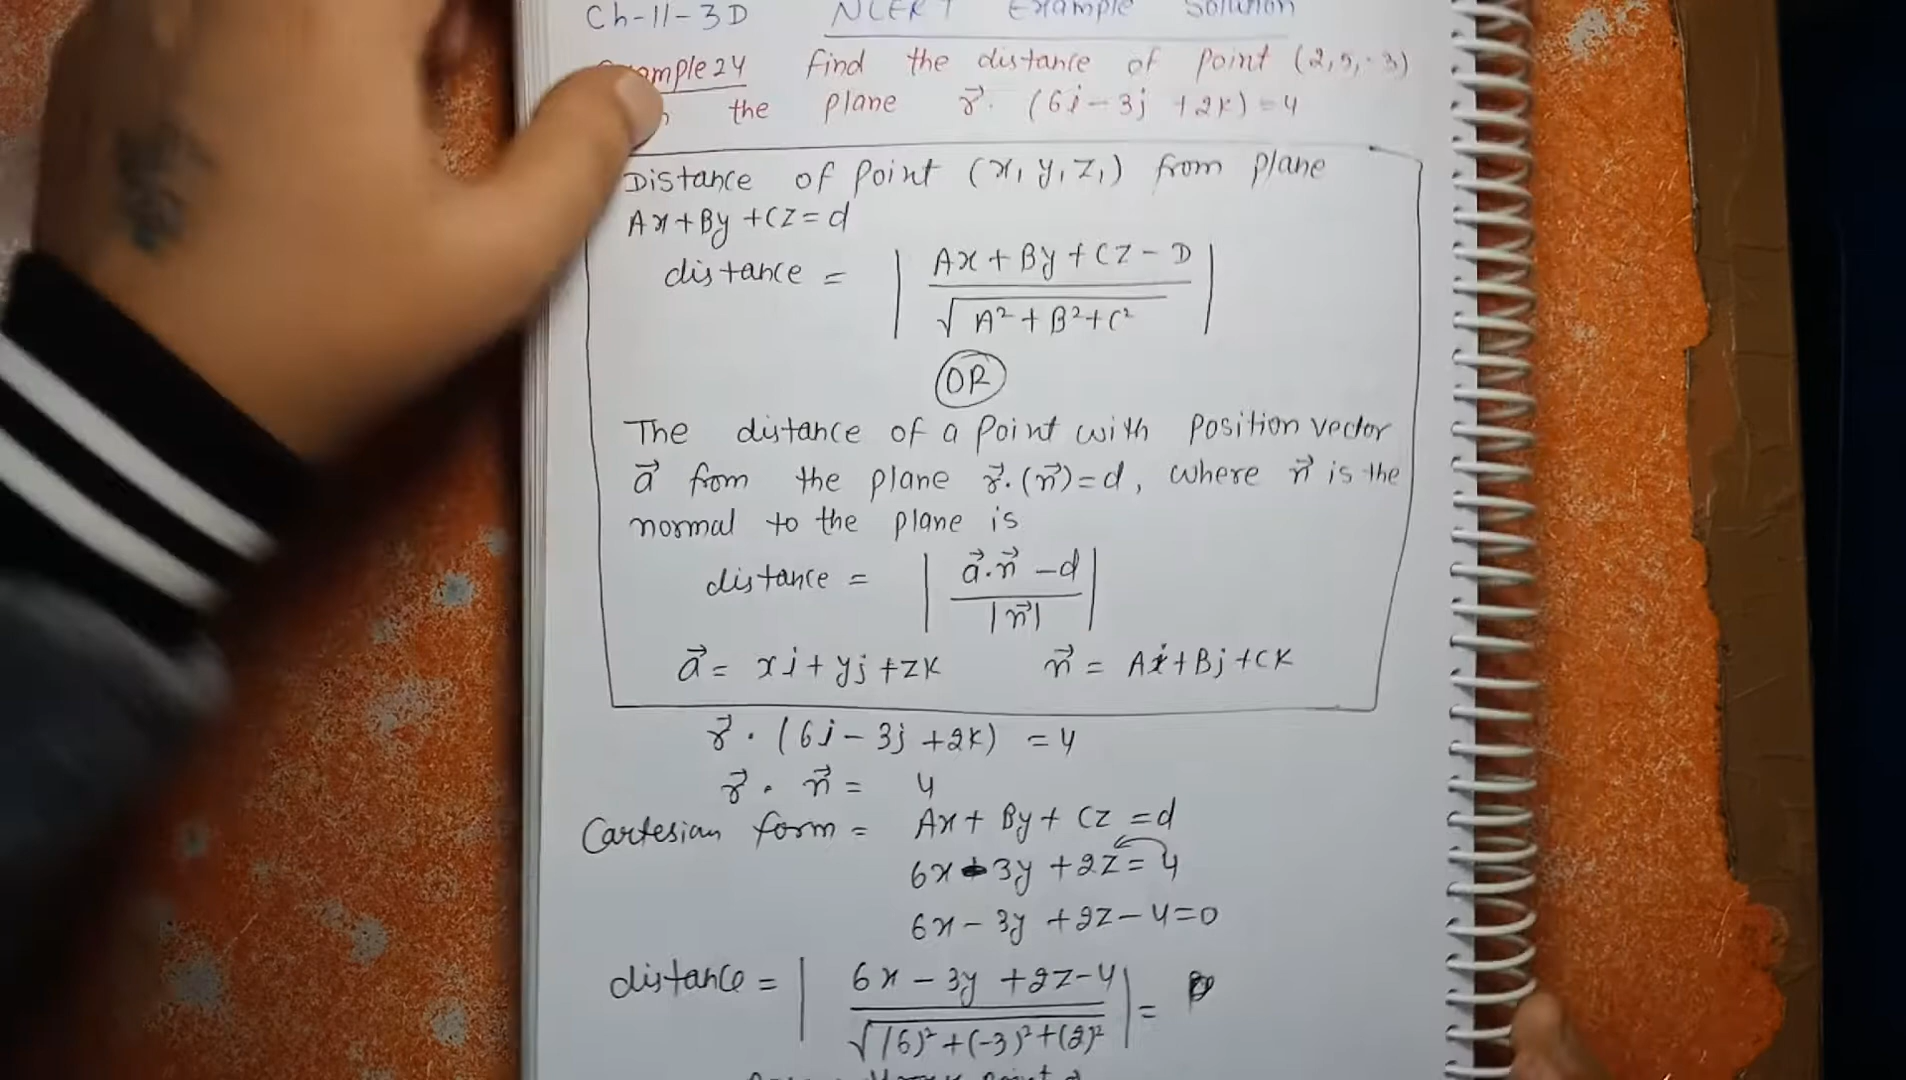 Ch-11-3D NCERT Example Solution
Example 24 find the distance of point (2,5,-3)
the plane r⃗. (6i-3j+2k)=4
Distance of point (x₁ y₁ z₁) from plane
Ax+By+CZ=d
distance = | Ax+By+CZ-D / √A²+B²+C² |
OR
The distance of a point with position vector
a⃗ from the plane r⃗.(n⃗)=d, where n⃗ is the
normal to the plane is
distance = | a⃗.n⃗ -d / |n⃗| |
a⃗ = xi+yj+zk n⃗ = Ai+Bj+CK
r⃗ . (6i-3j+2k) =4
r⃗ . n⃗ = 4
Cartesian form = Ax+By+CZ=d
6x-3y+2z=4
6x-3y+2z-4=0
distance = | 6x-3y+2z-4 / √(6)²+(-3)²+(2)² | =